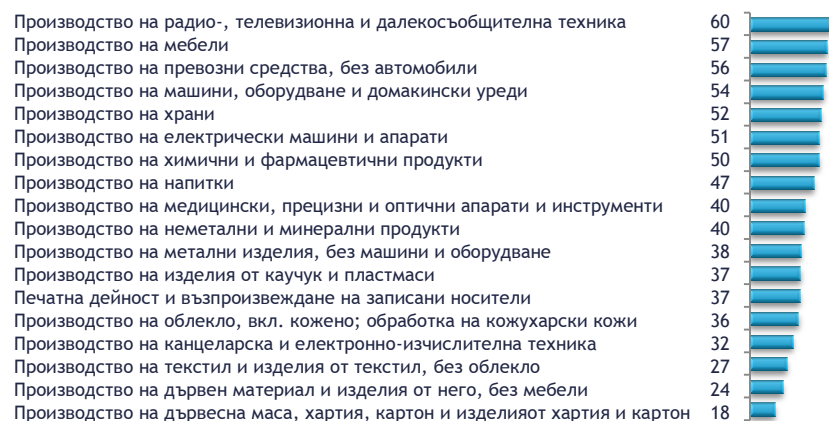 Производство на радио-, телевизионна и далекосъобщителна техника 60
Производство на мебели 57
Производство на превозни средства, без автомобили 56
Производство на машини, оборудване и домакински уреди 54
Производство на храни 52
Производство на електрически машини и апарати 51
Производство на химични и фармацевтични продукти 50
Производство на напитки 47
Производство на медицински, прецизни и оптични апарати и инструменти 40
Производство на неметални и минерални продукти 40
Производство на метални изделия, без машини и оборудване 38
Производство на изделия от каучук и пластмаси 37
Печатна дейност и възпроизвеждане на записани носители 37
Производство на облекло, вкл. кожено; обработка на кожухарски кожи 36
Производство на канцеларска и електронно-изчислителна техника 32
Производство на текстил и изделия от текстил, без облекло 27
Производство на дървен материал и изделия от него, без мебели 24
Производство на дървесна маса, хартия, картон и изделияот хартия и картон 18